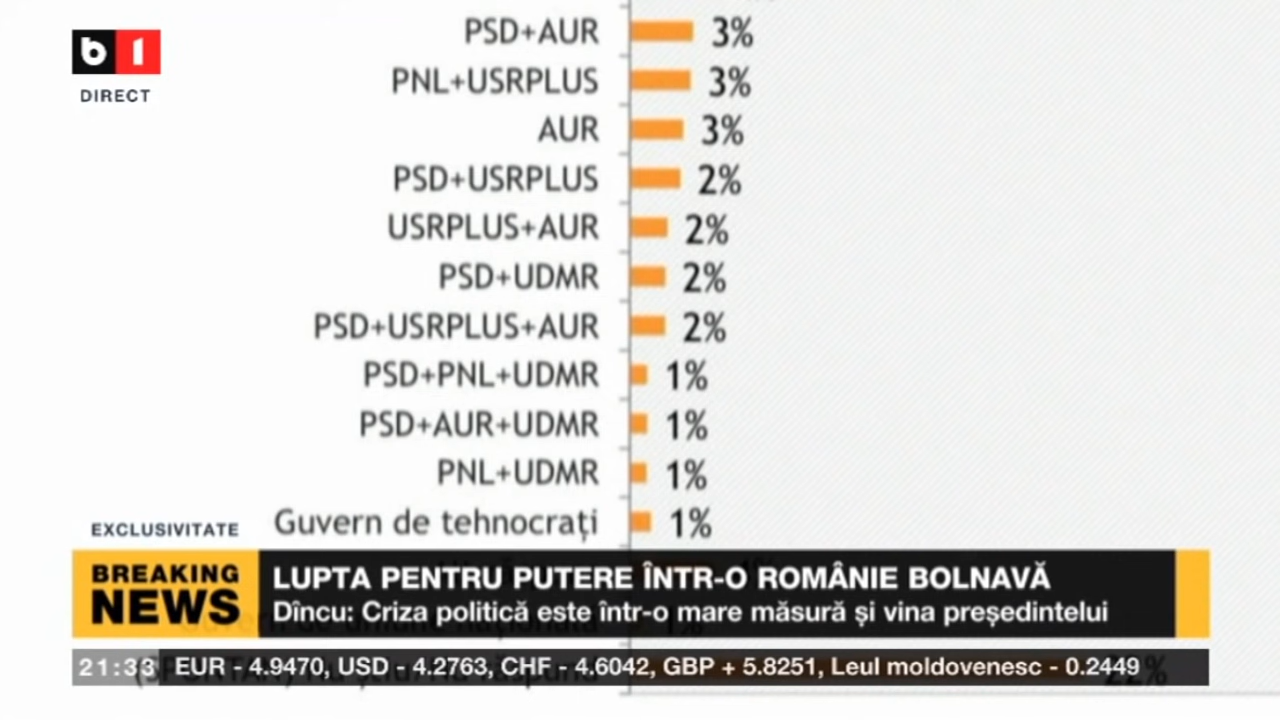 b1
DIRECT
PSD+AUR 3%
PNL+USRPLUS 3%
AUR 3%
PSD+USRPLUS 2%
USRPLUS+AUR 2%
PSD+UDMR 2%
PSD+USRPLUS+AUR 2%
PSD+PNL+UDMR 1%
PSD+AUR+UDMR 1%
PNL+UDMR 1%
Guvern de tehnocrați 1%
EXCLUSIVITATE
BREAKING
NEWS
LUPTA PENTRU PUTERE ÎNTR-O ROMÂNIE BOLNAVĂ
Dîncu: Criza politică este într-o mare măsură și vina președintelui
21:33 EUR - 4.9470, USD - 4.2763, CHF - 4.6042, GBP + 5.8251, Leul moldovenesc - 0.2449
22%